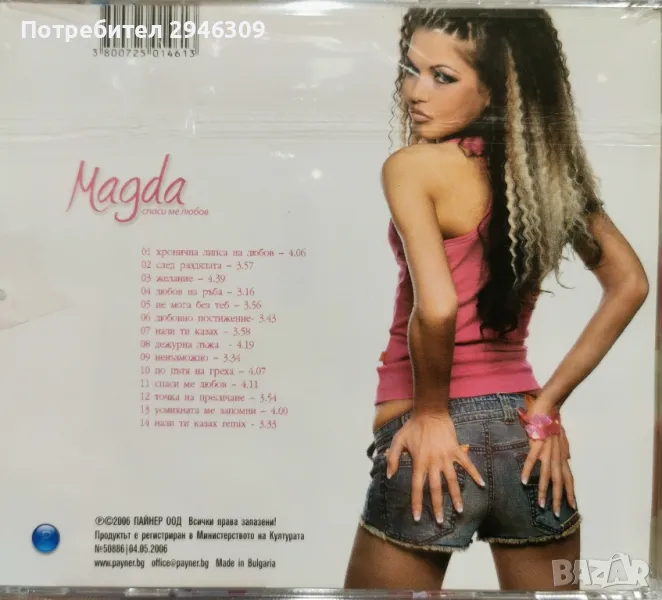 Потребител 2946309
3 800725 014613
Magda
спаси ме любов
01 хронична липса на любов – 4.06
02 след раздялата – 3.57
03 желание – 4.39
04 любов на ръба – 3.16
05 не мога без теб – 3.56
06 любовно постижение- 3.43
07 нали ти казах – 3.58
08 дежурна лъжа - 4.19
09 невъзможно – 3.34
10 по пътя на греха – 4.07
11 спаси ме любов – 4.11
12 точка на пресичане – 3.54
13 усмихната ме запомни – 4.00
14 нали ти казах remix – 3.33
℗©2006 ПАЙНЕР ООД Всички права запазени!
Продуктът е регистриран в Министерството на Културата
№50886|04.05.2006
www.payner.bg office@payner.bg Made in Bulgaria
BAZAR